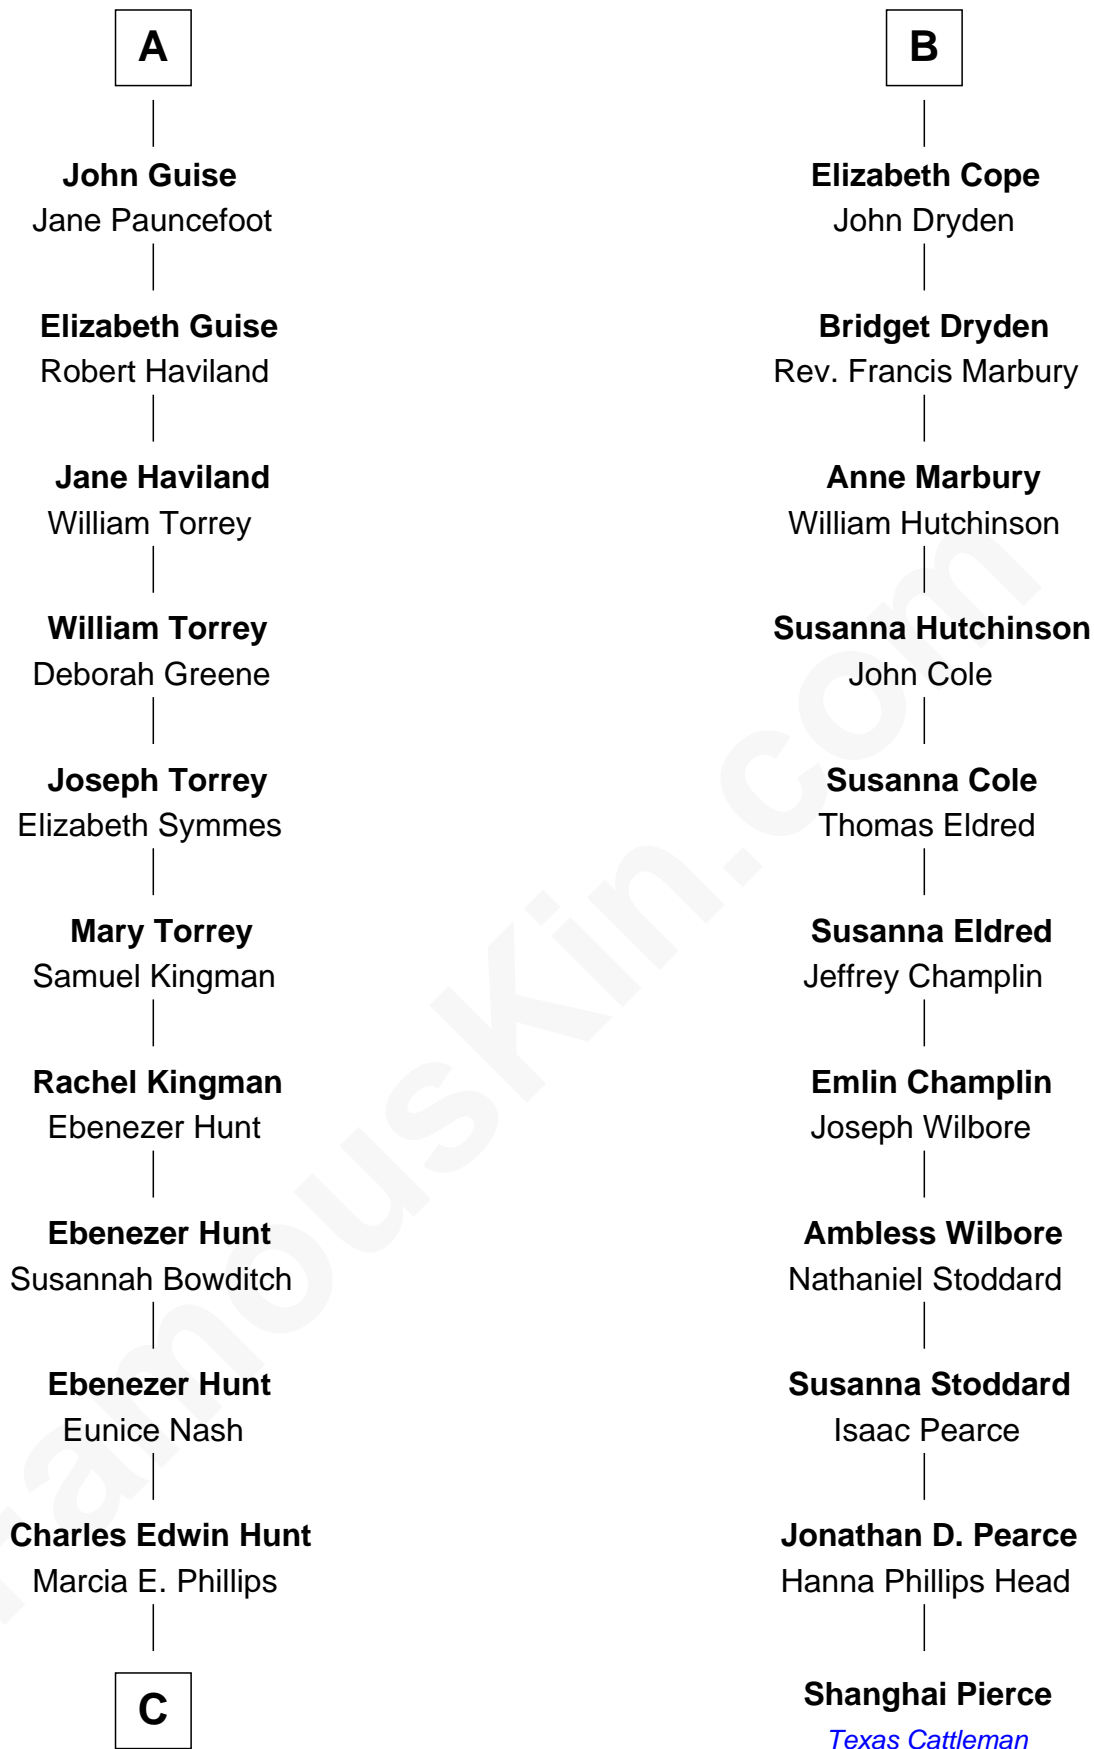 A
John Guise
Jane Pauncefoot
Elizabeth Guise
Robert Haviland
Jane Haviland
William Torrey
William Torrey
Deborah Greene
Joseph Torrey
Elizabeth Symmes
Mary Torrey
Samuel Kingman
Rachel Kingman
Ebenezer Hunt
Ebenezer Hunt
Susannah Bowditch
Ebenezer Hunt
Eunice Nash
Charles Edwin Hunt
Marcia E. Phillips
C
B
Elizabeth Cope
John Dryden
Bridget Dryden
Rev. Francis Marbury
Anne Marbury
William Hutchinson
Susanna Hutchinson
John Cole
Susanna Cole
Thomas Eldred
Susanna Eldred
Jeffrey Champlin
Emlin Champlin
Joseph Wilbore
Ambless Wilbore
Nathaniel Stoddard
Susanna Stoddard
Isaac Pearce
Jonathan D. Pearce
Hanna Phillips Head
Shanghai Pierce
Texas Cattleman
FamousKin.com